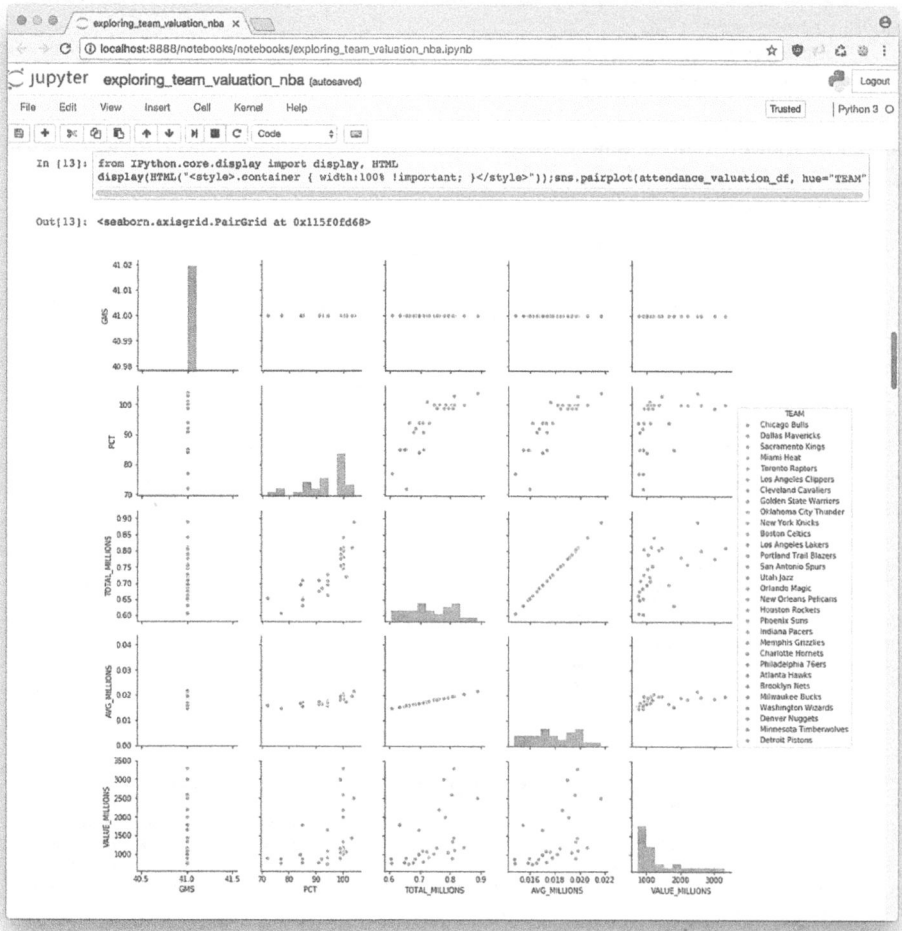 exploring_team_valuation_nba ×
localhost:8888/notebooks/notebooks/exploring_team_valuation_nba.ipynb
jupyter exploring_team_valuation_nba (autosaved)
Logout
File Edit View Insert Cell Kernel Help
Trusted Python 3 O
Code
In [13]: from IPython.core.display import display, HTML
display(HTML("<style>.container { width:100% !important; }</style>"));sns.pairplot(attendance_valuation_df, hue="TEAM"
Out[13]: <seaborn.axisgrid.PairGrid at 0x115f0fd68>
41.02
41.01
41.00
40.99
40.98
GMS
100
90
80
70
PCT
0.90
0.85
0.80
0.75
0.70
0.65
0.60
TOTAL_MILLIONS
0.04
0.03
0.02
0.01
0.00
AVG_MILLIONS
3500
3000
2500
2000
1500
1000
VALUE_MILLIONS
40.5 41.0 41.5
GMS
70 80 90 100
PCT
0.6 0.7 0.8 0.9
TOTAL_MILLIONS
0.016 0.018 0.020 0.022
AVG_MILLIONS
1000 2000 3000
VALUE_MILLIONS
TEAM
Chicago Bulls
Dallas Mavericks
Sacramento Kings
Miami Heat
Toronto Raptors
Los Angeles Clippers
Cleveland Cavaliers
Golden State Warriors
Oklahoma City Thunder
New York Knicks
Boston Celtics
Los Angeles Lakers
Portland Trail Blazers
San Antonio Spurs
Utah Jazz
Orlando Magic
New Orleans Pelicans
Houston Rockets
Phoenix Suns
Indiana Pacers
Memphis Grizzlies
Charlotte Hornets
Philadelphia 76ers
Atlanta Hawks
Brooklyn Nets
Milwaukee Bucks
Washington Wizards
Denver Nuggets
Minnesota Timberwolves
Detroit Pistons